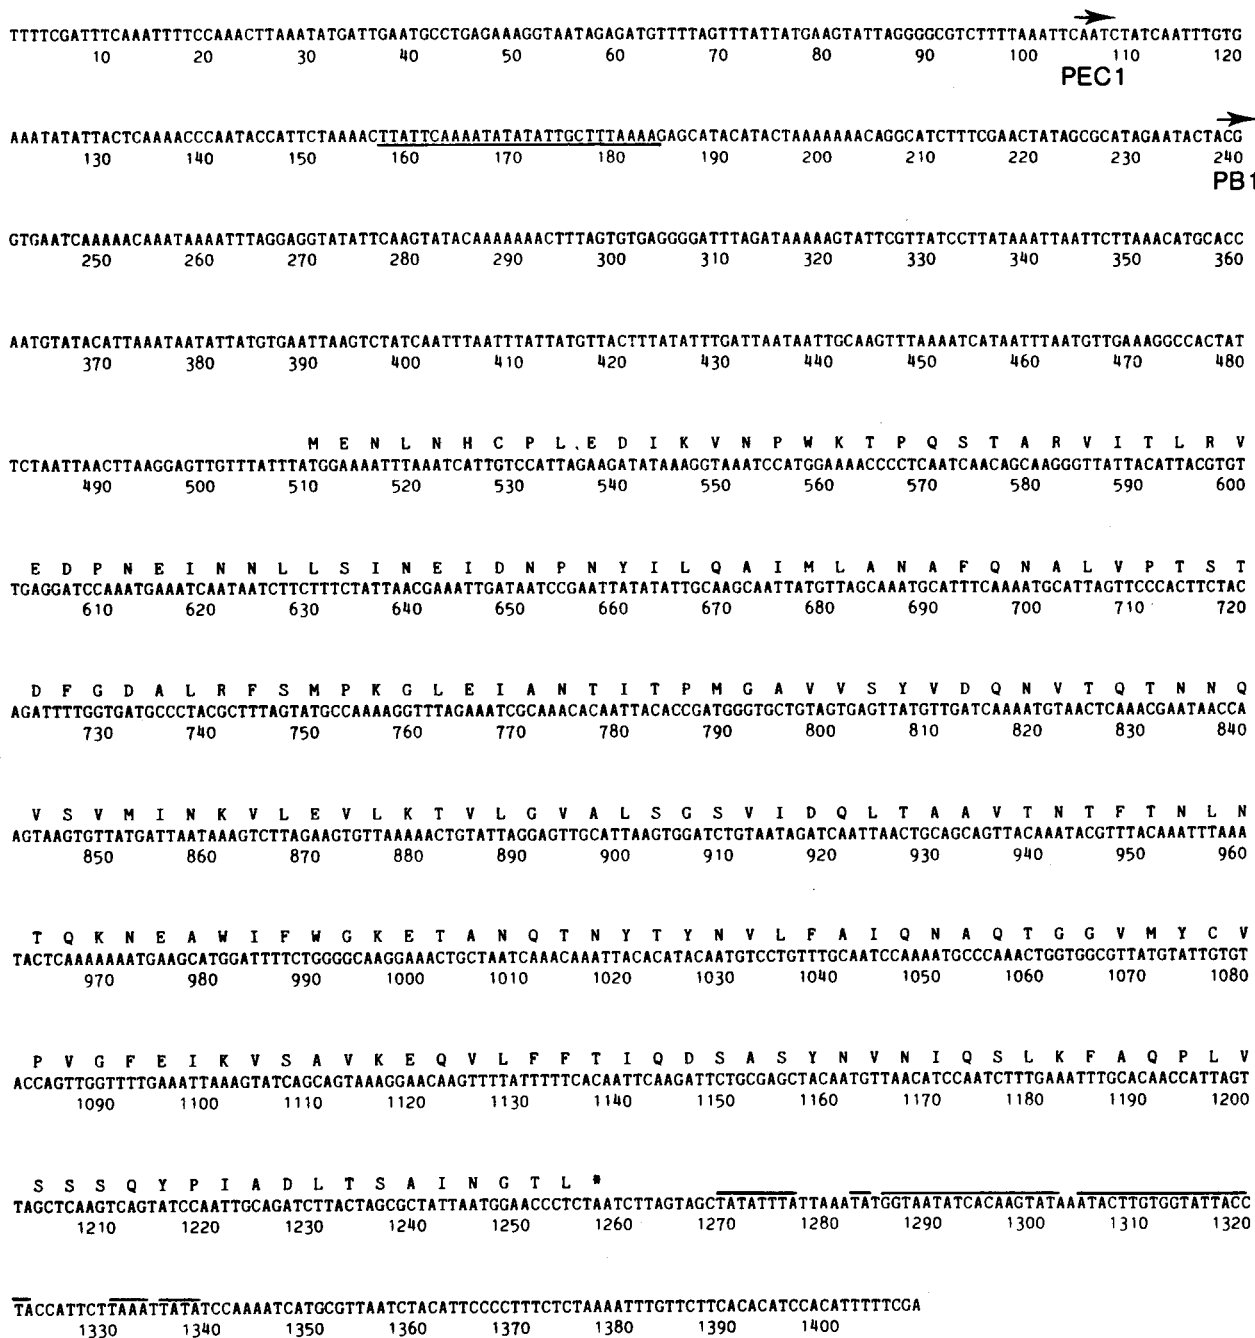 TTTTCGATTTCAAATTTTCCAAACTTAAATATGATTGAATGCCTGAGAAAGGTAATAGAGATGTTTTAGTTTATTATGAAGTATTAGGGGCGTCTTTTAAATTCAATCTATCAATTTGTG
10 20 30 40 50 60 70 80 90 100 110 120
PEC1
AAATATATTACTCAAAACCCAATACCATTCTAAAACTTATTCAAAATATATATTGCTTTAAAAGAGCATACATACTAAAAAAACAGGCATCTTTCGAACTATAGCGCATAGAATACTACG
130 140 150 160 170 180 190 200 210 220 230 240
PB1
GTGAATCAAAAACAAATAAAATTTAGGAGGTATATTCAAGTATACAAAAAAACTTTAGTGTGAGGGGATTTAGATAAAAAGTATTCGTTATCCTTATAAATTAATTCTTAAACATGCACC
250 260 270 280 290 300 310 320 330 340 350 360
AATGTATACATTAAATAATATTATGTGAATTAAGTCTATCAATTTAATTTATTATGTTACTTTATATTTGATTAATAATTGCAAGTTTAAAATCATAATTTAATGTTGAAAGGCCACTAT
370 380 390 400 410 420 430 440 450 460 470 480
M E N L N H C P L E D I K V N P W K T P Q S T A R V I T L R V
TCTAATTAACTTAAGGAGTTGTTTATTTATGGAAAATTTAAATCATTGTCCATTAGAAGATATAAAGGTAAATCCATGGAAAACCCCTCAATCAACAGCAAGGGTTATTACATTACGTGT
490 500 510 520 530 540 550 560 570 580 590 600
E D P N E I N N L L S I N E I D N P N Y I L Q A I M L A N A F Q N A L V P T S T
TGAGGATCCAAATGAAATCAATAATCTTCTTTCTATTAACGAAATTGATAATCCGAATTATATATTGCAAGCAATTATGTTAGCAAATGCATTTCAAAATGCATTAGTTCCCACTTCTAC
610 620 630 640 650 660 670 680 690 700 710 720
D F G D A L R F S M P K G L E I A N T I T P M G A V V S Y V D Q N V T Q T N N Q
AGATTTTGGTGATGCCCTACGCTTTAGTATGCCAAAAGGTTTAGAAATCGCAAACACAATTACACCGATGGGTGCTGTAGTGAGTTATGTTGATCAAAATGTAACTCAAACGAATAACCA
730 740 750 760 770 780 790 800 810 820 830 840
V S V M I N K V L E V L K T V L G V A L S G S V I D Q L T A A V T N T F T N L N
AGTAAGTGTTATGATTAATAAAGTCTTAGAAGTGTTAAAAACTGTATTAGGAGTTGCATTAAGTGGATCTGTAATAGATCAATTAACTGCAGCAGTTACAAATACGTTTACAAATTTAAA
850 860 870 880 890 900 910 920 930 940 950 960
T Q K N E A W I F W G K E T A N Q T N Y T Y N V L F A I Q N A Q T G G V M Y C V
TACTCAAAAAAATGAAGCATGGATTTTCTGGGGCAAGGAAACTGCTAATCAAACAAATTACACATACAATGTCCTGTTTGCAATCCAAAATGCCCAAACTGGTGGCGTTATGTATTGTGT
970 980 990 1000 1010 1020 1030 1040 1050 1060 1070 1080
P V G F E I K V S A V K E Q V L F F T I Q D S A S Y N V N I Q S L K F A Q P L V
ACCAGTTGGTTTTGAAATTAAAGTATCAGCAGTAAAGGAACAAGTTTTATTTTTCACAATTCAAGATTCTGCGAGCTACAATGTTAACATCCAATCTTTGAAATTTGCACAACCATTAGT
1090 1100 1110 1120 1130 1140 1150 1160 1170 1180 1190 1200
S S S Q Y P I A D L T S A I N G T L *
TAGCTCAAGTCAGTATCCAATTGCAGATCTTACTAGCGCTATTAATGGAACCCTCTAATCTTAGTAGCTATATTTATTAAATATGGTAATATCACAAGTATAAATACTTGTGGTATTACC
1210 1220 1230 1240 1250 1260 1270 1280 1290 1300 1310 1320
TACCATTCTTAAATATATCCAAAATCATGCGTTAATCTACATTCCCCTTTCTCTAAAATTTGTTCTTCACACATCCACATTTTTCGA
1330 1340 1350 1360 1370 1380 1390 1400